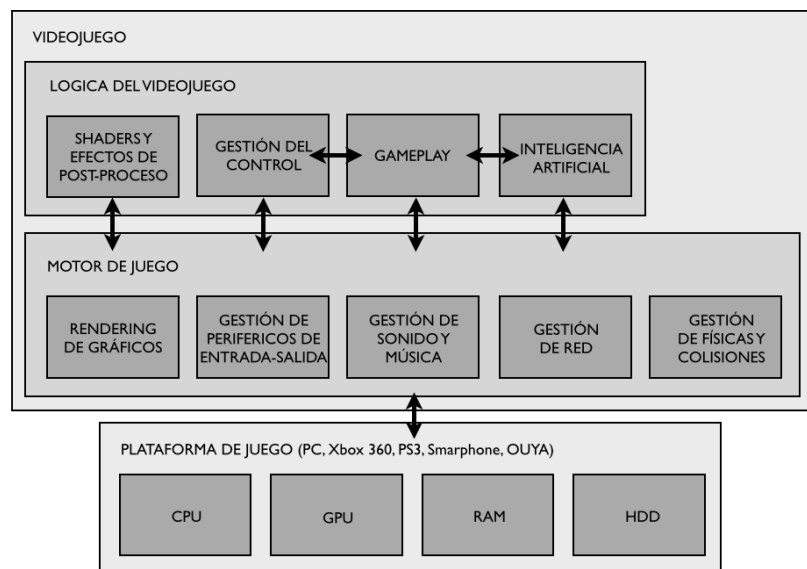 VIDEOJUEGO
LOGICA DEL VIDEOJUEGO
SHADERS Y
EFECTOS DE
POST-PROCESO
GESTIÓN DEL
CONTROL
GAMEPLAY
INTELIGENCIA
ARTIFICIAL
MOTOR DE JUEGO
RENDERING
DE GRÁFICOS
GESTIÓN DE
PERIFERICOS DE
ENTRADA-SALIDA
GESTIÓN DE
SONIDO Y
MÚSICA
GESTIÓN
DE RED
GESTIÓN
DE FÍSICAS Y
COLISIONES
PLATAFORMA DE JUEGO (PC, Xbox 360, PS3, Smarphone, OUYA)
CPU
GPU
RAM
HDD